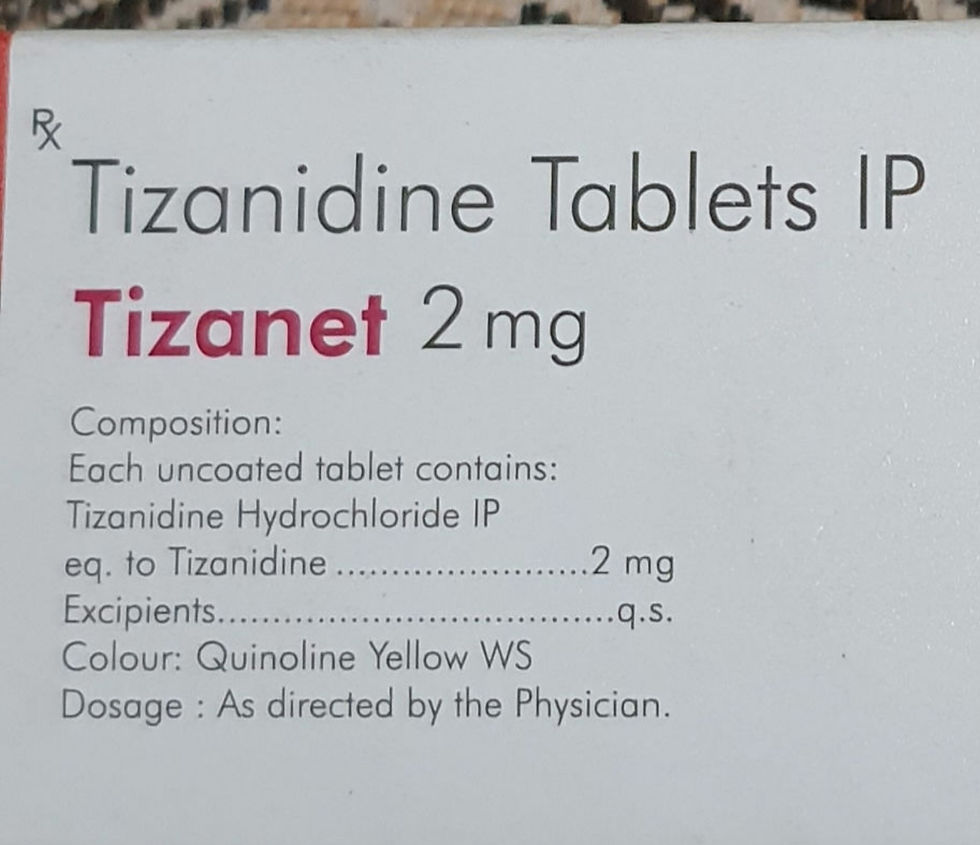 Rx
Tizanidine Tablets IP
Tizanet 2 mg
Composition:
Each uncoated tablet contains:
Tizanidine Hydrochloride IP
eq. to Tizanidine .......................2 mg
Excipients....................................q.s.
Colour: Quinoline Yellow WS
Dosage : As directed by the Physician.